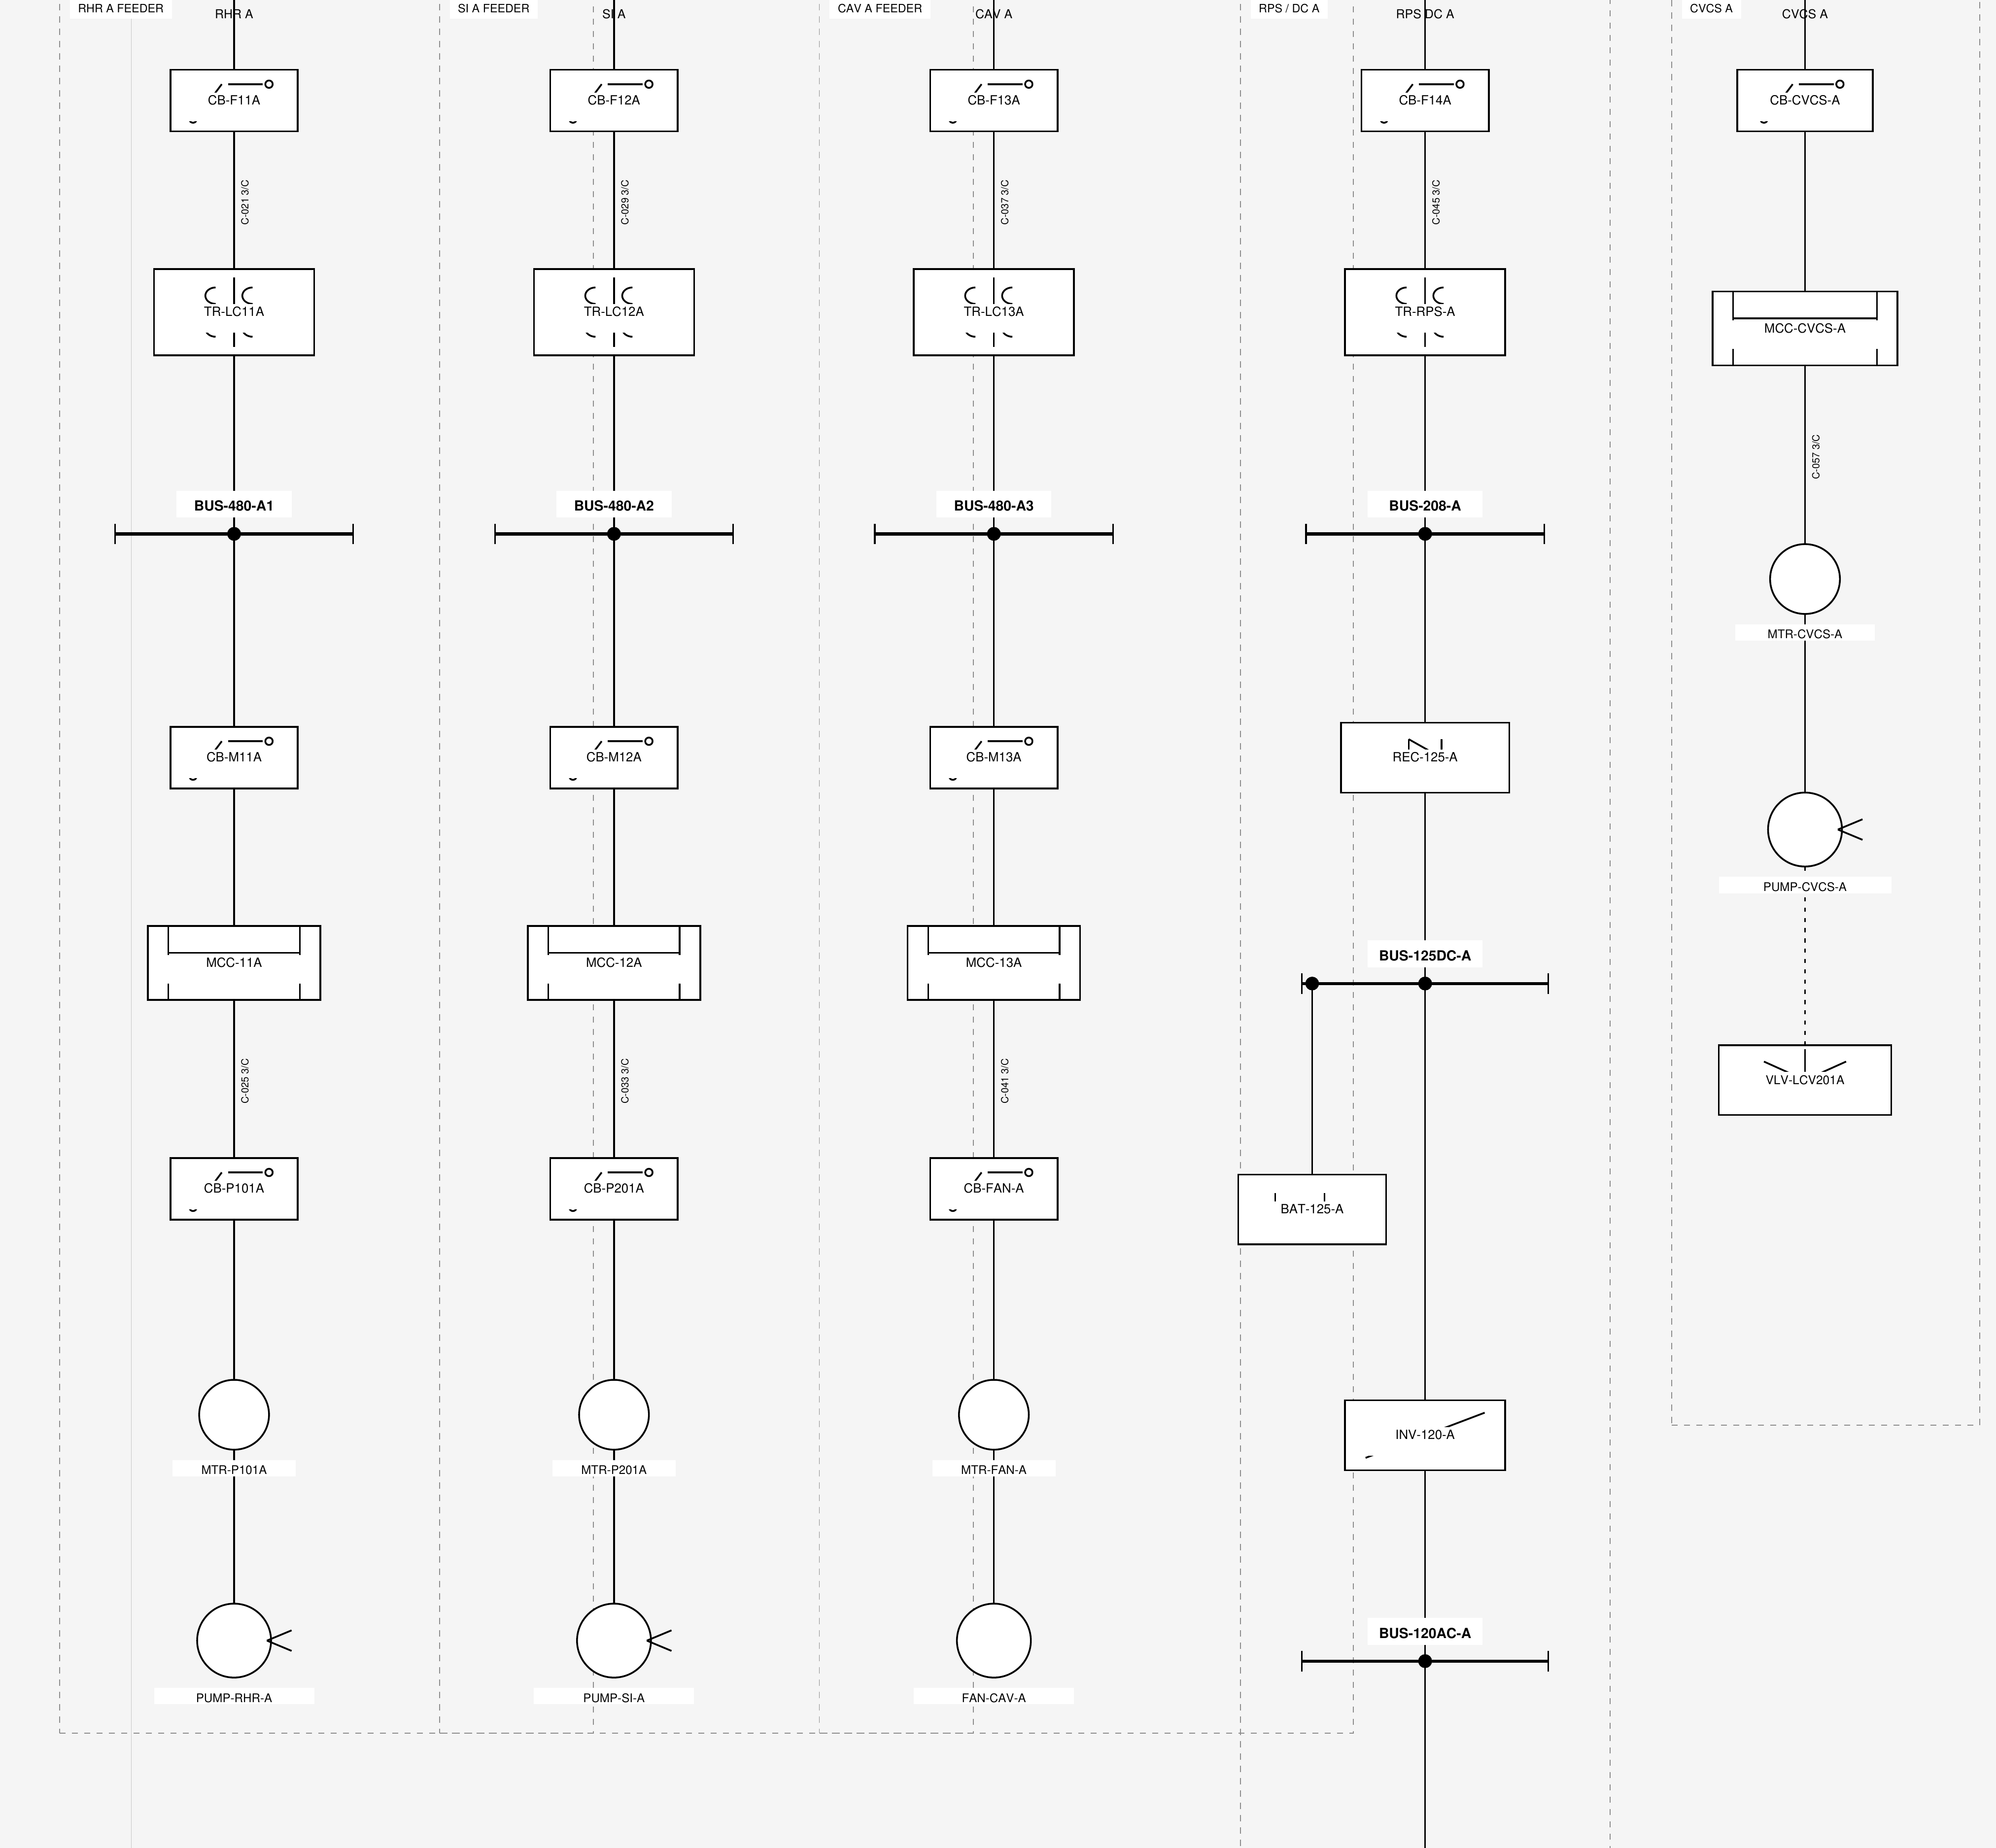 RHR A FEEDER
RHR A
SI A FEEDER
SI A
CAV A FEEDER
CAV A
RPS / DC A
RPS DC A
CVCS A
CVCS A
CB-F11A
CB-F12A
CB-F13A
CB-F14A
CB-CVCS-A
C-021 3/C
C-029 3/C
C-037 3/C
C-045 3/C
TR-LC11A
TR-LC12A
TR-LC13A
TR-RPS-A
MCC-CVCS-A
C-057 3/C
BUS-480-A1
BUS-480-A2
BUS-480-A3
BUS-208-A
MTR-CVCS-A
CB-M11A
CB-M12A
CB-M13A
REC-125-A
PUMP-CVCS-A
MCC-11A
MCC-12A
MCC-13A
BUS-125DC-A
C-025 3/C
C-033 3/C
C-041 3/C
VLV-LCV201A
CB-P101A
CB-P201A
CB-FAN-A
BAT-125-A
INV-120-A
MTR-P101A
MTR-P201A
MTR-FAN-A
BUS-120AC-A
PUMP-RHR-A
PUMP-SI-A
FAN-CAV-A